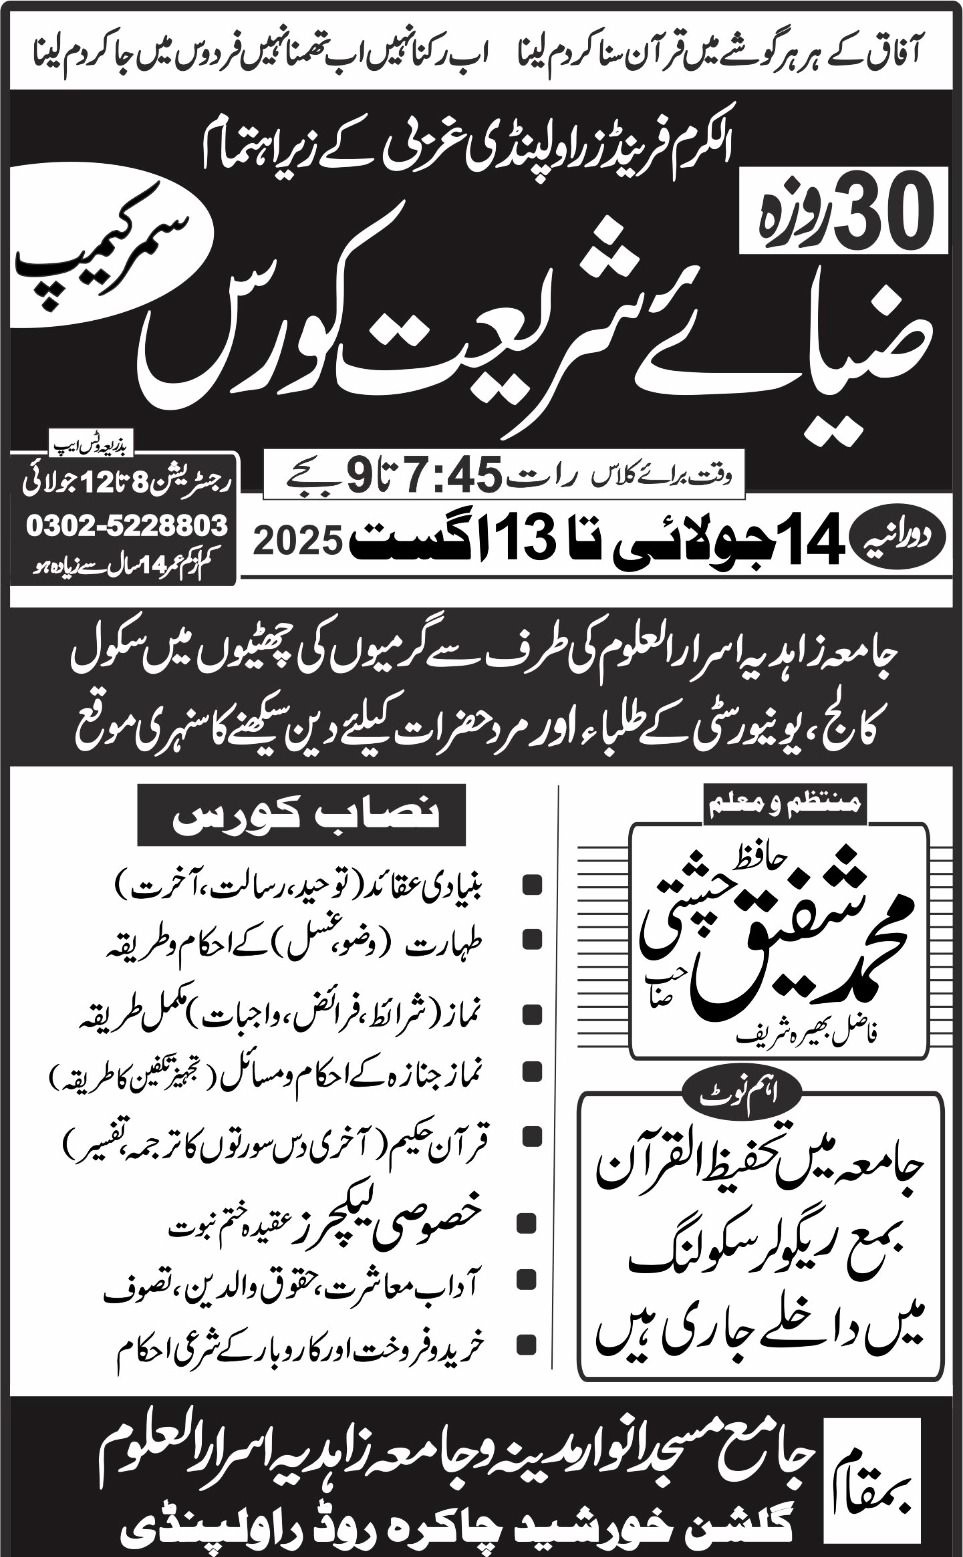 آفاق کے ہر ہر گوشے میں قرآن سنا کر دم لینا اب رکنا نہیں اب تھمنا نہیں فردوس میں جا کر دم لینا
الکرم فرینڈز راولپنڈی غربی کے زیر اہتمام
30 روزہ
سمر کیمپ
ضیائے شریعت کورس
وقت برائے کلاس رات 7:45 تا 9 بجے
دورانیہ
14 جولائی تا 13 اگست 2025
بذریعہ وٹس ایپ
رجسٹریشن 8 تا 12 جولائی
0302-5228803
کم از کم عمر 14 سال سے زیادہ ہو
جامعہ زاہدیہ اسرار العلوم کی طرف سے گرمیوں کی چھٹیوں میں سکول
کالج، یونیورسٹی کے طلباء اور مرد حضرات کیلئے دین سیکھنے کا سنہری موقع
منتظم و معلم
حافظ
محمد شفیق چشتی
صاحب
فاضل بھیرہ شریف
اہم نوٹ
جامعہ میں تحفیظ القرآن
بمع ریگولر سکولنگ
میں داخلے جاری ہیں
نصاب کورس
بنیادی عقائد (توحید، رسالت، آخرت)
طہارت (وضو، غسل) کے احکام و طریقہ
نماز (شرائط، فرائض، واجبات) مکمل طریقہ
نماز جنازہ کے احکام و مسائل (تجہیز تکفین کا طریقہ)
قرآن حکیم (آخری دس سورتوں کا ترجمہ، تفسیر)
خصوصی لیکچرز عقیدہ ختم نبوت
آداب معاشرت، حقوق والدین، تصوف
خرید و فروخت اور کاروبار کے شرعی احکام
بمقام
جامع مسجد انوار مدینہ و جامعہ زاہدیہ اسرار العلوم
گلشن خورشید چاکرہ روڈ راولپنڈی